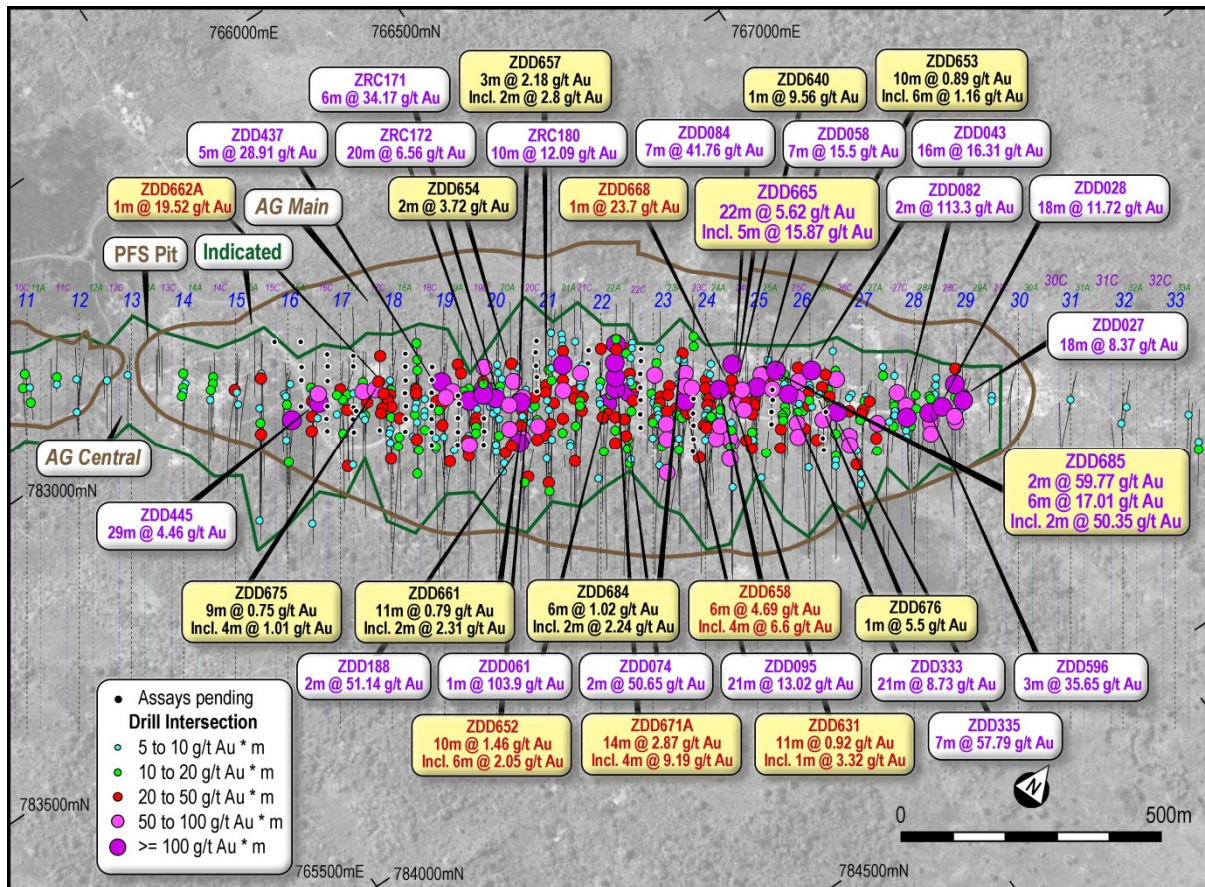 766000mE
766500mN
767000mE
ZDD657
3m @ 2.18 g/t Au
Incl. 2m @ 2.8 g/t Au
ZDD640
1m @ 9.56 g/t Au
ZDD653
10m @ 0.89 g/t Au
Incl. 6m @ 1.16 g/t Au
ZRC171
6m @ 34.17 g/t Au
ZDD437
5m @ 28.91 g/t Au
ZRC172
20m @ 6.56 g/t Au
ZRC180
10m @ 12.09 g/t Au
ZDD084
7m @ 41.76 g/t Au
ZDD058
7m @ 15.5 g/t Au
ZDD043
16m @ 16.31 g/t Au
ZDD662A
1m @ 19.52 g/t Au
AG Main
ZDD654
2m @ 3.72 g/t Au
ZDD668
1m @ 23.7 g/t Au
ZDD665
22m @ 5.62 g/t Au
Incl. 5m @ 15.87 g/t Au
ZDD082
2m @ 113.3 g/t Au
ZDD028
18m @ 11.72 g/t Au
PFS Pit
Indicated
30C 31A 31C 32A 32C 33A
11 12 13 14 15 16 17 18 19 20 21 22 23 24 25 26 27 28 29 30 31 32 33
ZDD027
18m @ 8.37 g/t Au
AG Central
783000mN
ZDD445
29m @ 4.46 g/t Au
ZDD685
2m @ 59.77 g/t Au
6m @ 17.01 g/t Au
Incl. 2m @ 50.35 g/t Au
ZDD675
9m @ 0.75 g/t Au
Incl. 4m @ 1.01 g/t Au
ZDD661
11m @ 0.79 g/t Au
Incl. 2m @ 2.31 g/t Au
ZDD684
6m @ 1.02 g/t Au
Incl. 2m @ 2.24 g/t Au
ZDD658
6m @ 4.69 g/t Au
Incl. 4m @ 6.6 g/t Au
ZDD676
1m @ 5.5 g/t Au
ZDD188
2m @ 51.14 g/t Au
ZDD061
1m @ 103.9 g/t Au
ZDD074
2m @ 50.65 g/t Au
ZDD095
21m @ 13.02 g/t Au
ZDD333
21m @ 8.73 g/t Au
ZDD596
3m @ 35.65 g/t Au
ZDD652
10m @ 1.46 g/t Au
Incl. 6m @ 2.05 g/t Au
ZDD671A
14m @ 2.87 g/t Au
Incl. 4m @ 9.19 g/t Au
ZDD631
11m @ 0.92 g/t Au
Incl. 1m @ 3.32 g/t Au
ZDD335
7m @ 57.79 g/t Au
Assays pending
Drill Intersection
5 to 10 g/t Au * m
10 to 20 g/t Au * m
20 to 50 g/t Au * m
50 to 100 g/t Au * m
>= 100 g/t Au * m
783500mN
N
0 500m
765500mE
784000mN
784500mN